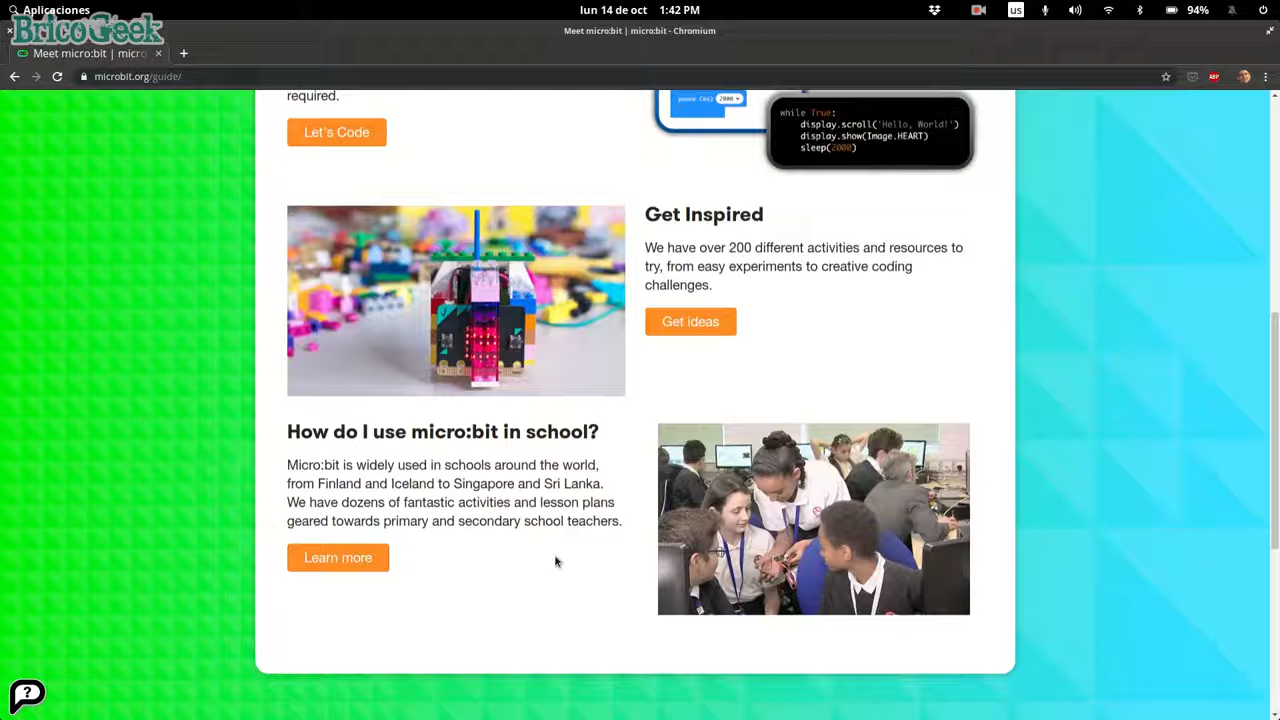 Aplicaciones
lun 14 de oct 1:42 PM
us
94%
BricoGeek
Meet micro:bit | micro:bit - Chromium
Meet micro:bit | micro
microbit.org/guide/
ABP
required.
Let's Code
pause (ms) 2000
while True:
display.scroll('Hello, World!')
display.show(Image.HEART)
sleep(2000)
Get Inspired
We have over 200 different activities and resources to
try, from easy experiments to creative coding
challenges.
Get ideas
How do I use micro:bit in school?
Micro:bit is widely used in schools around the world,
from Finland and Iceland to Singapore and Sri Lanka.
We have dozens of fantastic activities and lesson plans
geared towards primary and secondary school teachers.
Learn more
?